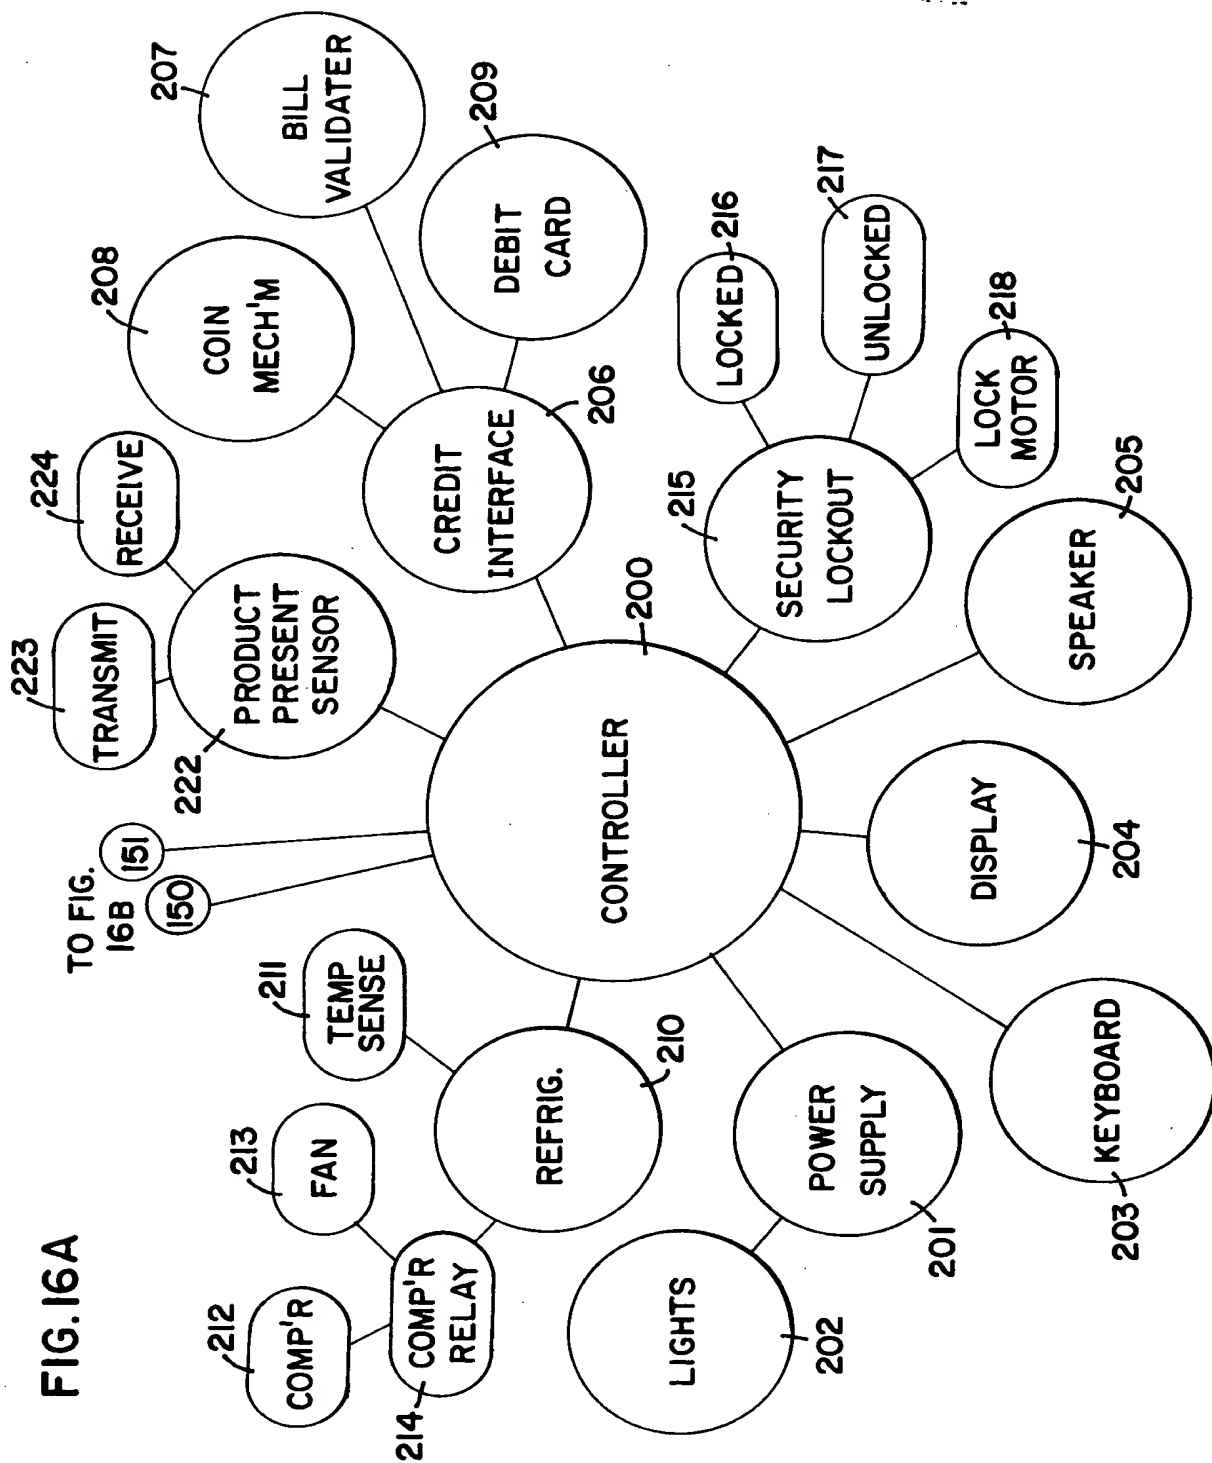 FIG.16A
TO FIG.
16B
150
151
223
TRANSMIT
224
RECEIVE
222
PRODUCT
PRESENT
SENSOR
208
COIN
MECH'M
207
BILL
VALIDATER
209
DEBIT
CARD
CREDIT
INTERFACE
206
212
COMP'R
213
FAN
211
TEMP
SENSE
214
COMP'R
RELAY
REFRIG.
210
CONTROLLER
200
215
SECURITY
LOCKOUT
LOCKED
216
UNLOCKED
217
LOCK
MOTOR
218
LIGHTS
202
POWER
SUPPLY
201
KEYBOARD
203
DISPLAY
204
SPEAKER
205